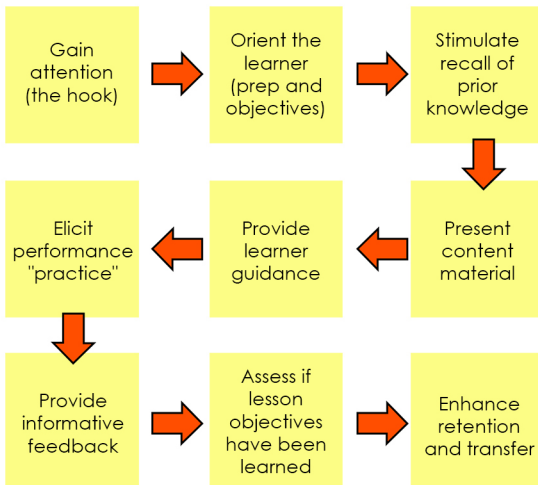 Gain
attention
(the hook)
Orient the
learner
(prep and
objectives)
Stimulate
recall of
prior
knowledge
Present
content
material
Provide
learner
guidance
Elicit
performance
"practice"
Provide
informative
feedback
Assess if
lesson
objectives
have been
learned
Enhance
retention
and transfer